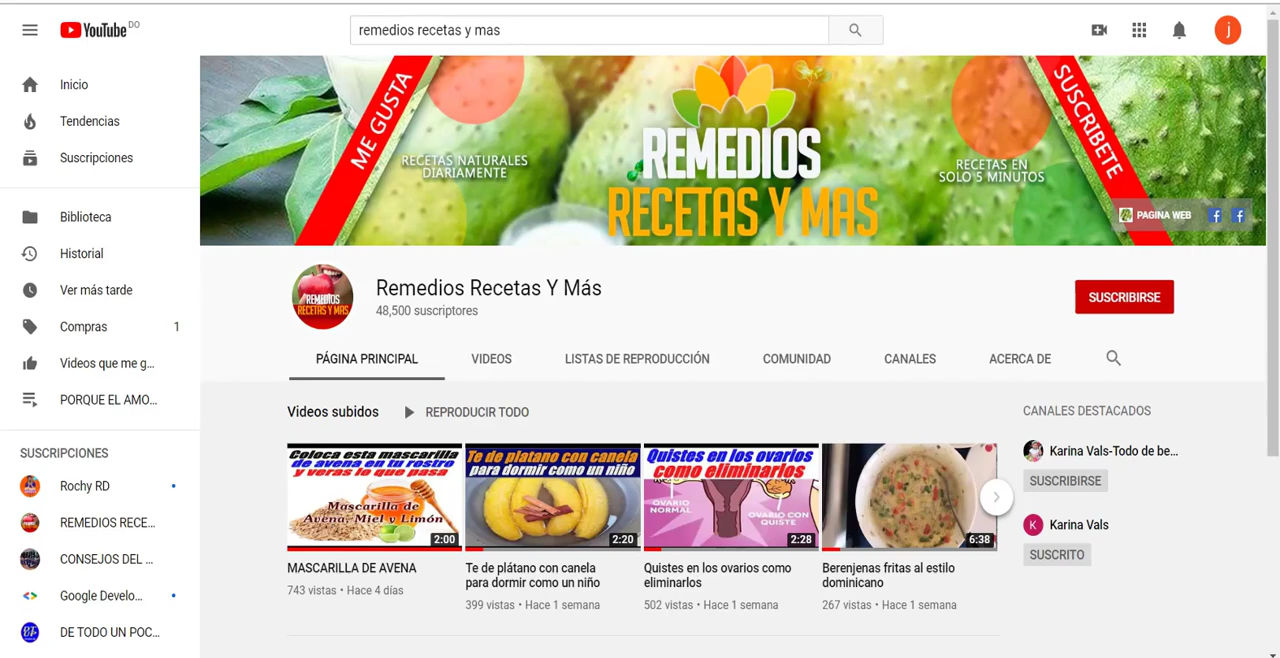 YouTube DO
remedios recetas y mas
j
Inicio
Tendencias
Suscripciones
Biblioteca
Historial
Ver más tarde
Compras 1
Videos que me g...
PORQUE EL AMO...
SUSCRIPCIONES
Rochy RD
REMEDIOS RECE...
CONSEJOS DEL ...
Google Develo...
DE TODO UN POC...
ME GUSTA
RECETAS NATURALES
DIARIAMENTE
REMEDIOS
RECETAS Y MAS
RECETAS EN
SOLO 5 MINUTOS
SUSCRIBETE
PAGINA WEB
REMEDIOS
RECETAS Y MAS
Remedios Recetas Y Más
48,500 suscriptores
SUSCRIBIRSE
PÁGINA PRINCIPAL VIDEOS LISTAS DE REPRODUCCIÓN COMUNIDAD CANALES ACERCA DE
Videos subidos REPRODUCIR TODO
Coloca esta mascarilla
de avena en tu rostro
y veras lo que pasa
Mascarilla de
Avena, Miel y Limón
2:00
MASCARILLA DE AVENA
743 vistas • Hace 4 días
Te de platano con canela
para dormir como un niño
2:20
Te de plátano con canela
para dormir como un niño
399 vistas • Hace 1 semana
Quistes en los ovarios
como eliminarlos
OVARIO
NORMAL
OVARIO CON
QUISTE
2:28
Quistes en los ovarios como
eliminarlos
502 vistas • Hace 1 semana
6:38
Berenjenas fritas al estilo
dominicano
267 vistas • Hace 1 semana
CANALES DESTACADOS
Karina Vals-Todo de be...
SUSCRIBIRSE
K Karina Vals
SUSCRITO